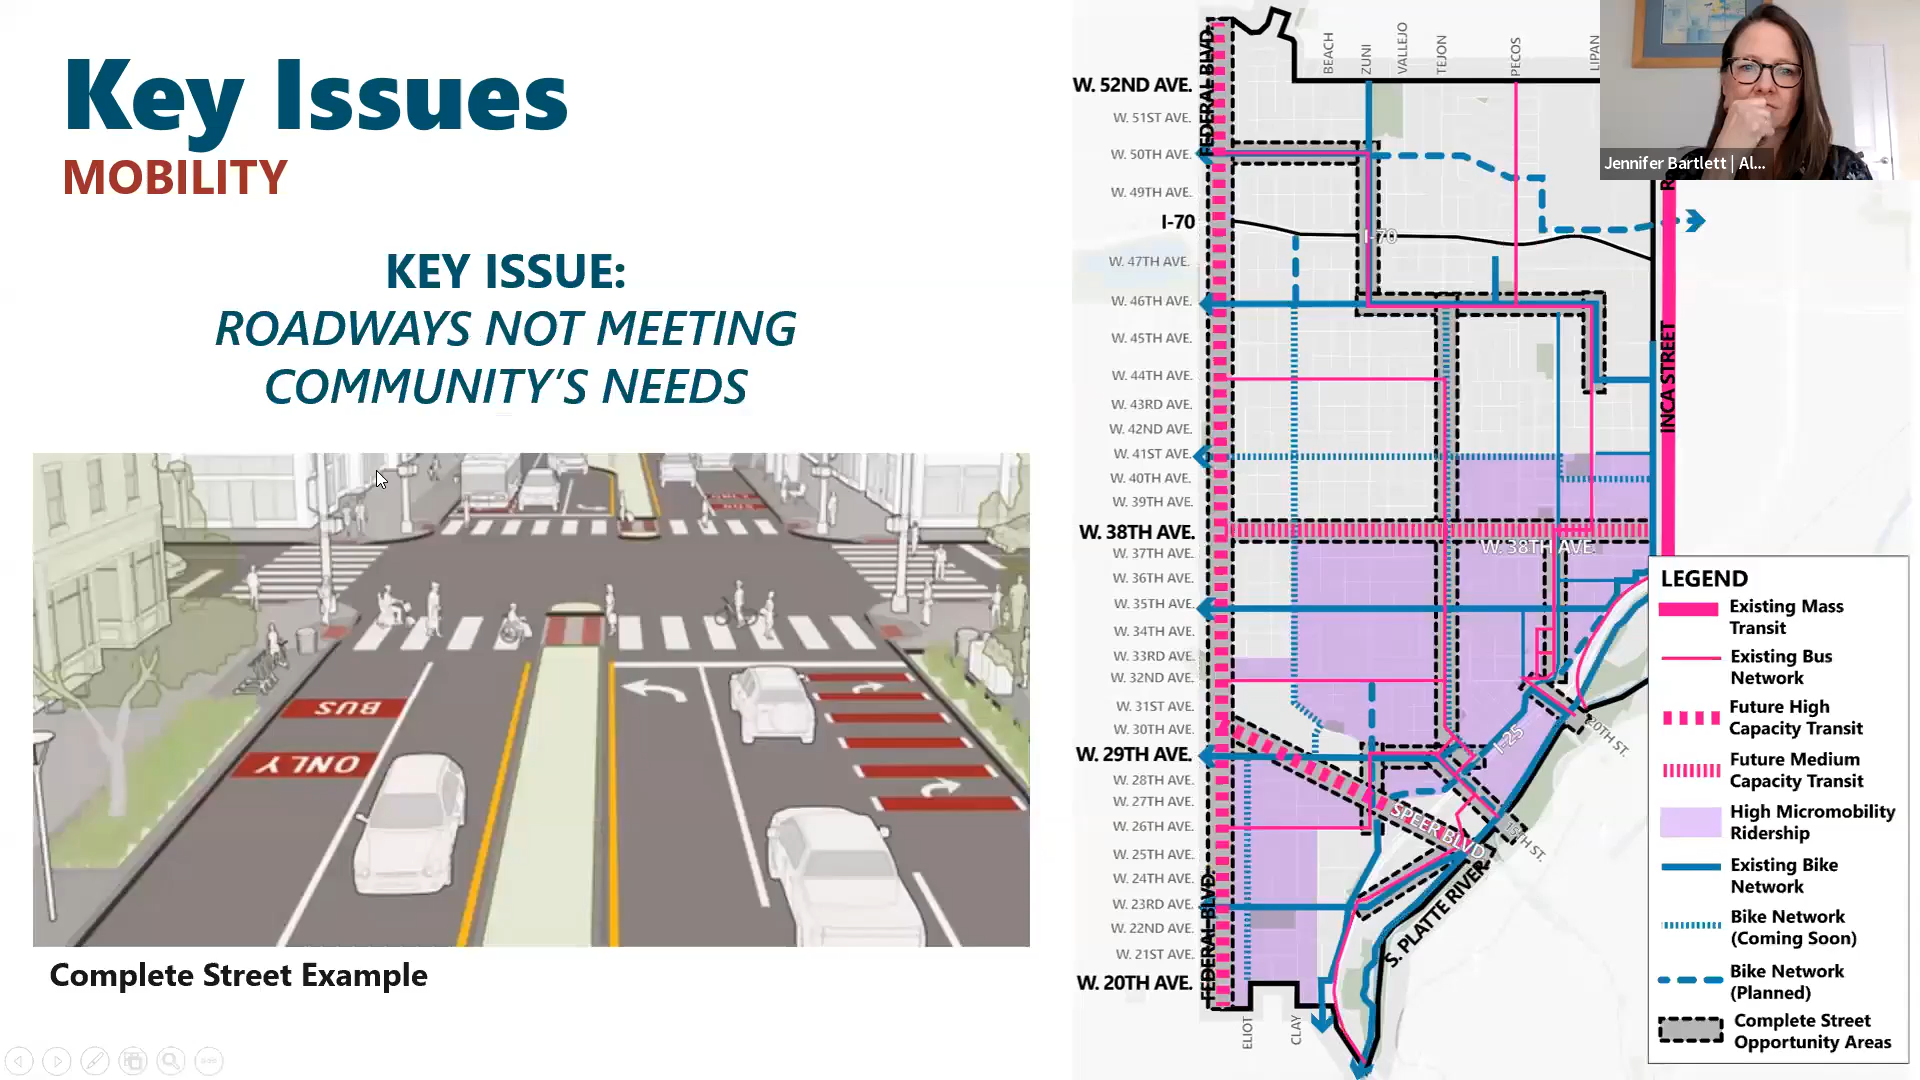 Key Issues
MOBILITY
KEY ISSUE:
ROADWAYS NOT MEETING
COMMUNITY'S NEEDS
BUS
ONLY
Complete Street Example
BEACH
ZUNI
VALLEJO
TEJON
PECOS
LIPAN
FEDERAL BLVD.
W. 52ND AVE.
W. 51ST AVE.
W. 50TH AVE.
W. 49TH AVE.
I-70
I-70
W. 47TH AVE.
W. 46TH AVE.
W. 45TH AVE.
W. 44TH AVE.
W. 43RD AVE.
W. 42ND AVE.
W. 41ST AVE.
W. 40TH AVE.
W. 39TH AVE.
W. 38TH AVE.
W. 38TH AVE.
W. 37TH AVE.
W. 36TH AVE.
W. 35TH AVE.
W. 34TH AVE.
W. 33RD AVE.
W. 32ND AVE.
W. 31ST AVE.
W. 30TH AVE.
W. 29TH AVE.
W. 28TH AVE.
W. 27TH AVE.
W. 26TH AVE.
W. 25TH AVE.
W. 24TH AVE.
W. 23RD AVE.
W. 22ND AVE.
W. 21ST AVE.
W. 20TH AVE.
FEDERAL BLVD.
ELIOT
CLAY
INCA STREET
I-25
20TH ST.
15TH ST.
SPEER BLVD.
S. PLATTE RIVER
Jennifer Bartlett | Al...
LEGEND
Existing Mass
Transit
Existing Bus
Network
Future High
Capacity Transit
Future Medium
Capacity Transit
High Micromobility
Ridership
Existing Bike
Network
Bike Network
(Coming Soon)
Bike Network
(Planned)
Complete Street
Opportunity Areas